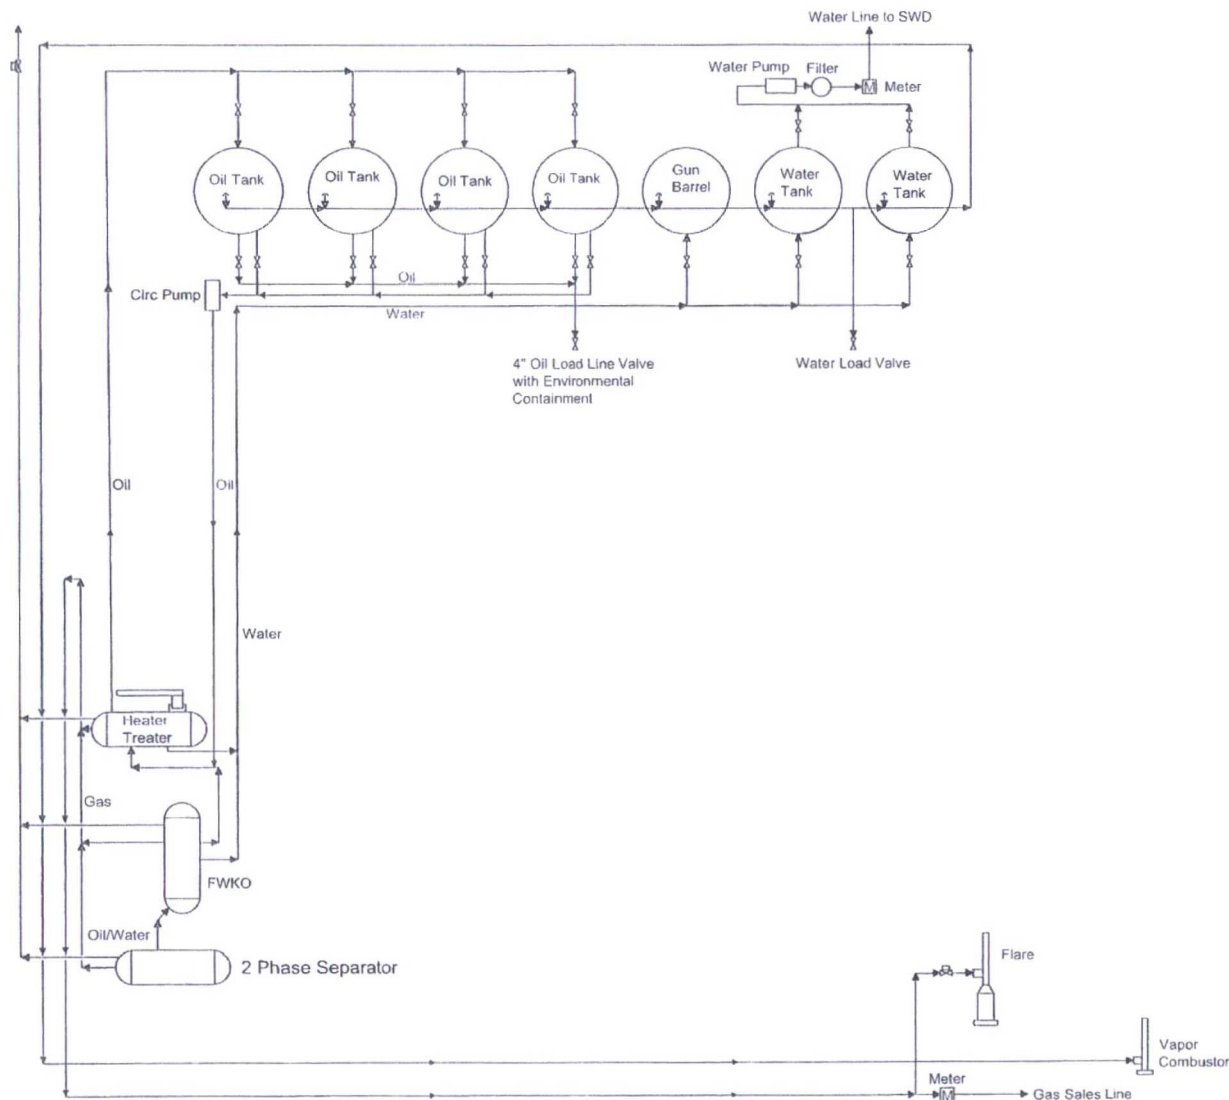 Water Line to SWD
Water Pump
Filter
M
Meter
Oil Tank
Oil Tank
Oil Tank
Oil Tank
Gun
Barrel
Water
Tank
Water
Tank
Oil
Circ Pump
Water
4" Oil Load Line Valve
with Environmental
Containment
Water Load Valve
Oil
Oil
Water
Heater
Treater
Gas
FWKO
Oil/Water
2 Phase Separator
Flare
Vapor
Combustor
Meter
M
Gas Sales Line